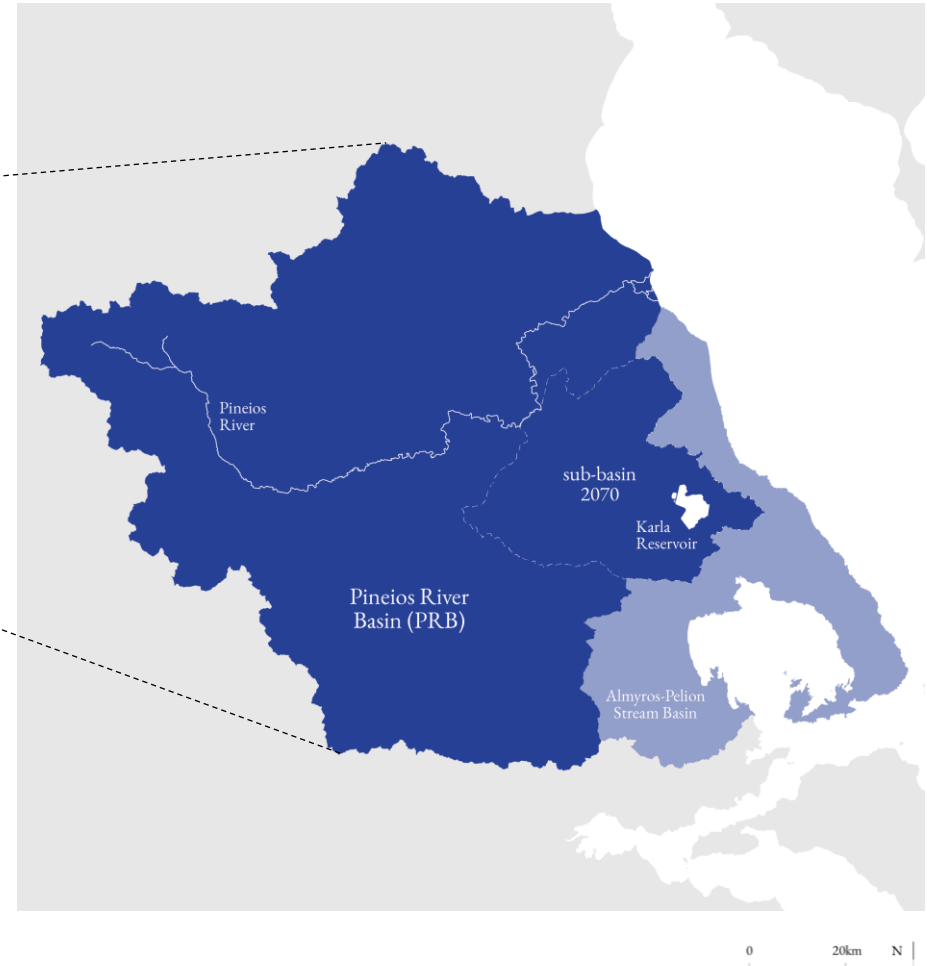 Pineios
River
sub-basin
2070
Karla
Reservoir
Pineios River
Basin (PRB)
Almyros-Pelion
Stream Basin
0 20km N